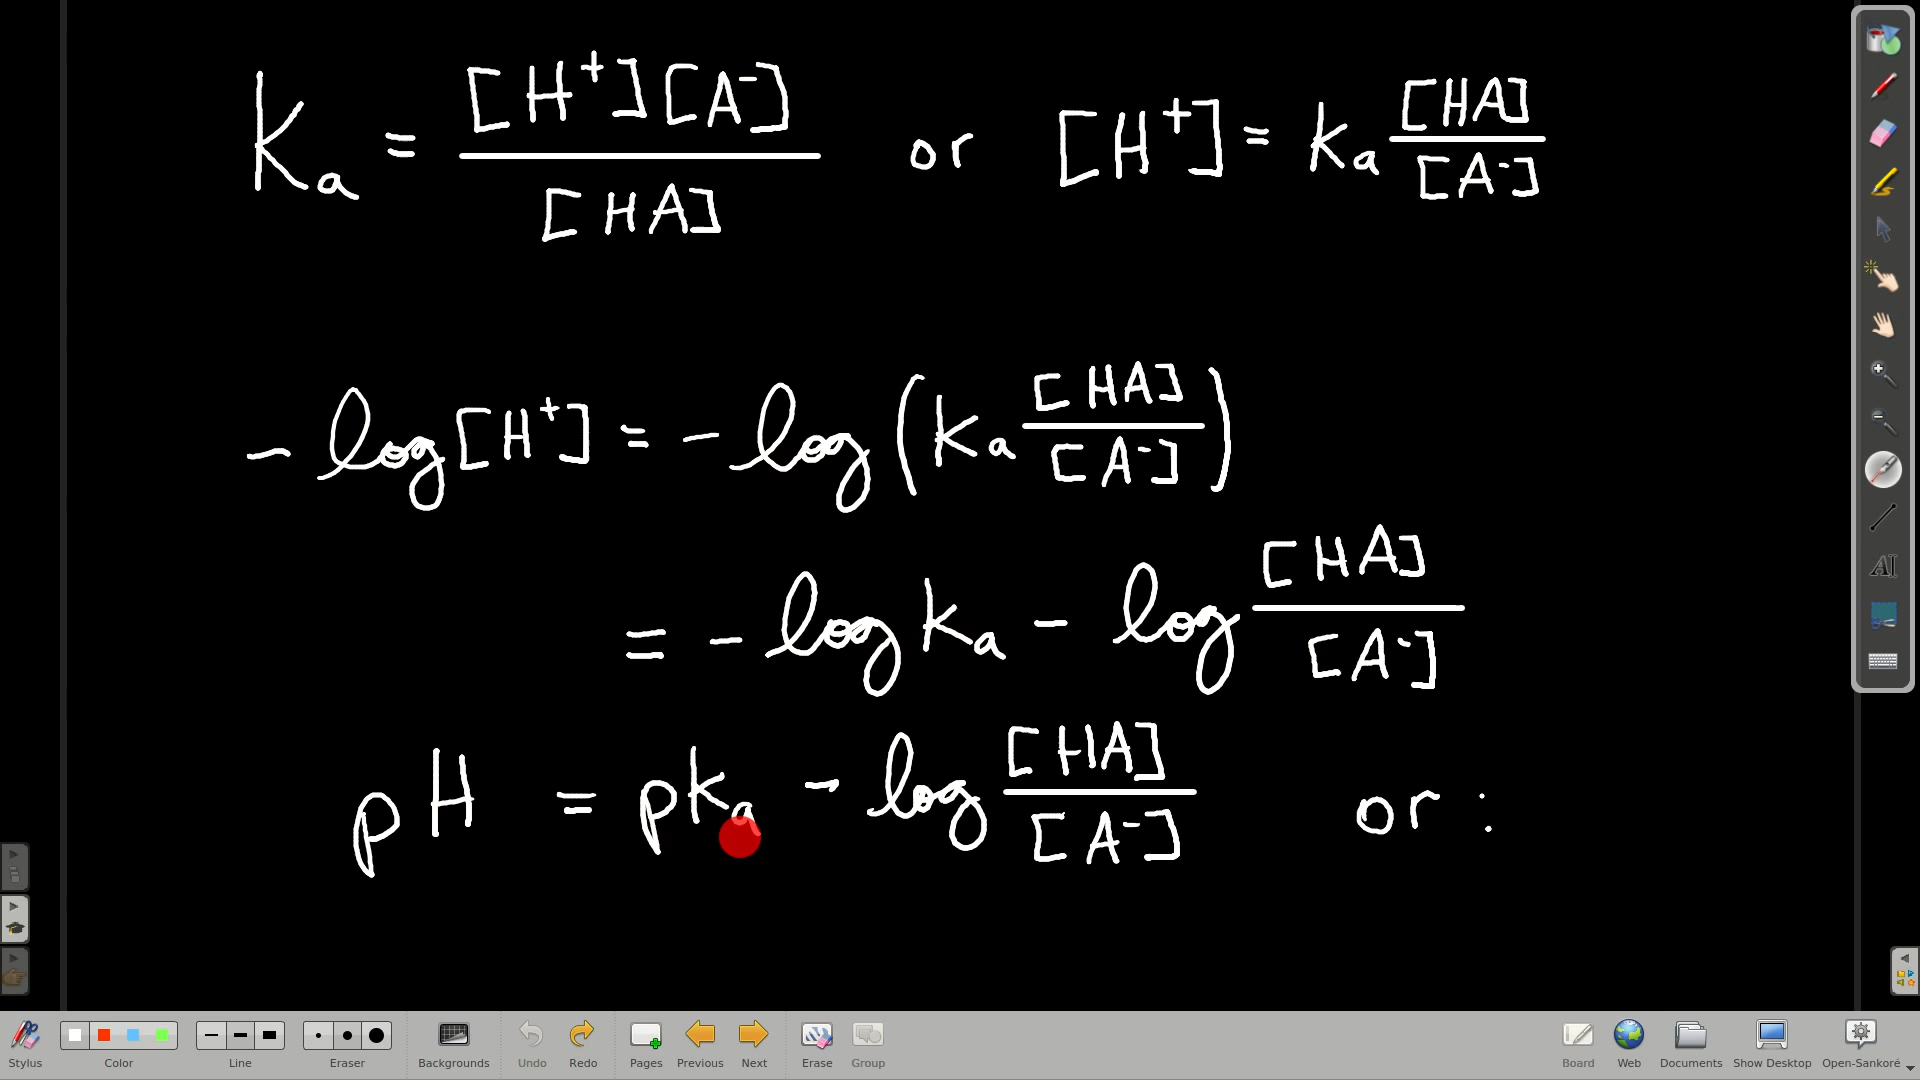 Ka = [H⁺][A⁻] / [HA] or [H⁺] = Ka [HA] / [A⁻]
- log [H⁺] = - log (Ka [HA] / [A⁻])
= - log Ka - log [HA] / [A⁻]
pH = pKa - log [HA] / [A⁻] or :
Stylus Color Line Eraser Backgrounds Undo Redo Pages Previous Next Erase Group Board Web Documents Show Desktop Open-Sankoré